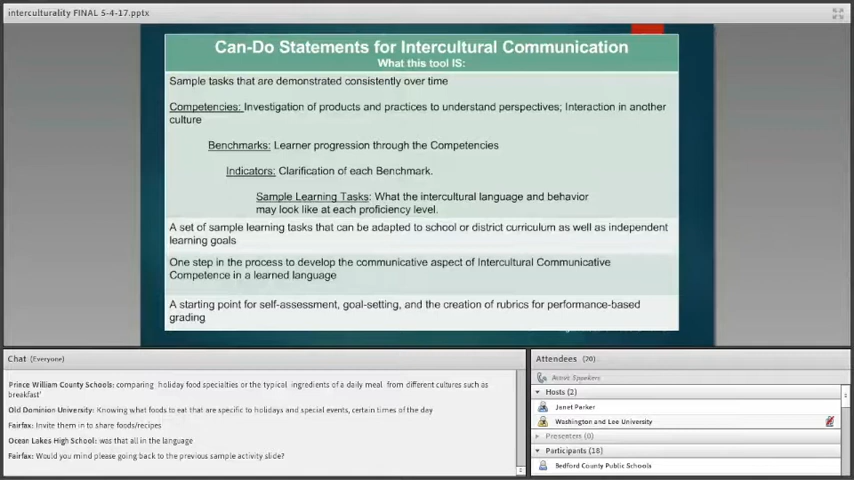 interculturality FINAL 5-4-17.pptx
Can-Do Statements for Intercultural Communication
What this tool IS:
Sample tasks that are demonstrated consistently over time
Competencies: Investigation of products and practices to understand perspectives; Interaction in another
culture
Benchmarks: Learner progression through the Competencies
Indicators: Clarification of each Benchmark.
Sample Learning Tasks: What the intercultural language and behavior
may look like at each proficiency level.
A set of sample learning tasks that can be adapted to school or district curriculum as well as independent
learning goals
One step in the process to develop the communicative aspect of Intercultural Communicative
Competence in a learned language
A starting point for self-assessment, goal-setting, and the creation of rubrics for performance-based
grading
Chat (Everyone)
Prince William County Schools: comparing holiday food specialties or the typical ingredients of a daily meal from different cultures such as
breakfast'
Old Dominion University: Knowing what foods to eat that are specific to holidays and special events, certain times of the day
Fairfax: Invite them in to share foods/recipes
Ocean Lakes High School: was that all in the language
Fairfax: Would you mind please going back to the previous sample activity slide?
Attendees (20)
Active Speakers
Hosts (2)
Janet Parker
Washington and Lee University
Presenters (0)
Participants (18)
Bedford County Public Schools